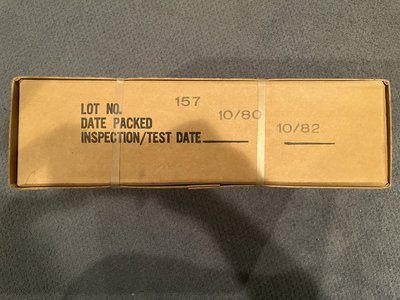 LOT NO. 157
DATE PACKED 10/80
INSPECTION/TEST DATE 10/82